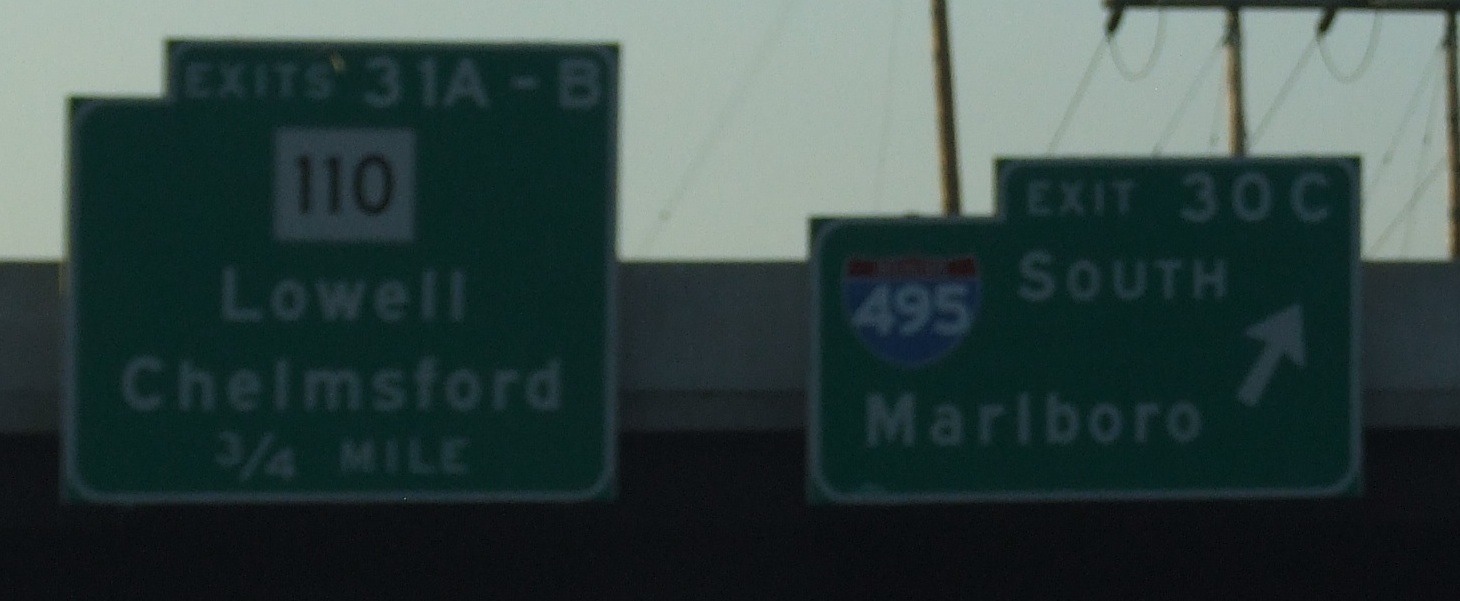 EXITS 31A - B
110
Lowell
Chelmsford
3/4 MILE
EXIT 30C
495 SOUTH
Marlboro